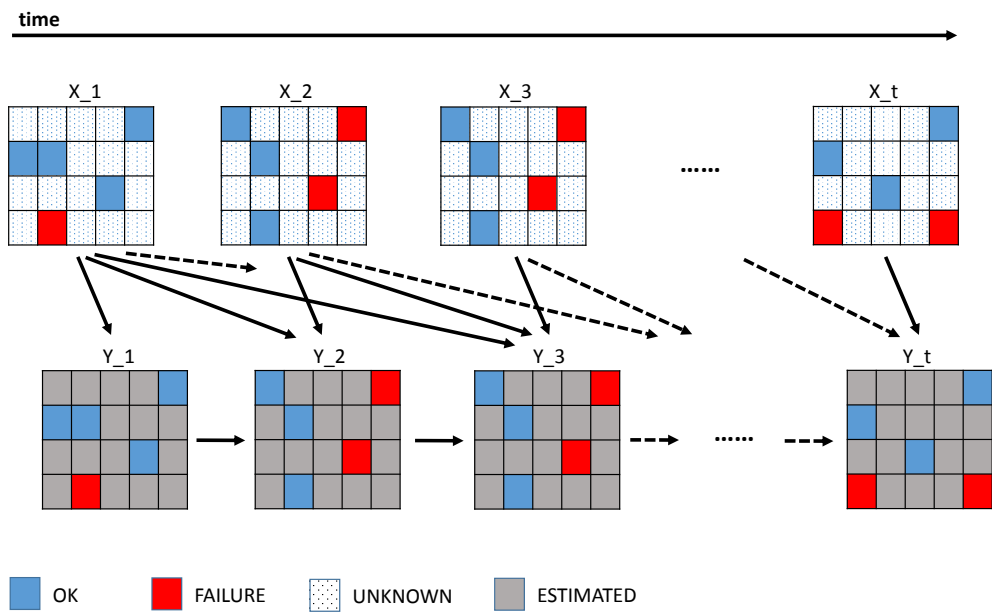 time
X_1 X_2 X_3 X_t
......
Y_1 Y_2 Y_3 Y_t
......
OK FAILURE UNKNOWN ESTIMATED